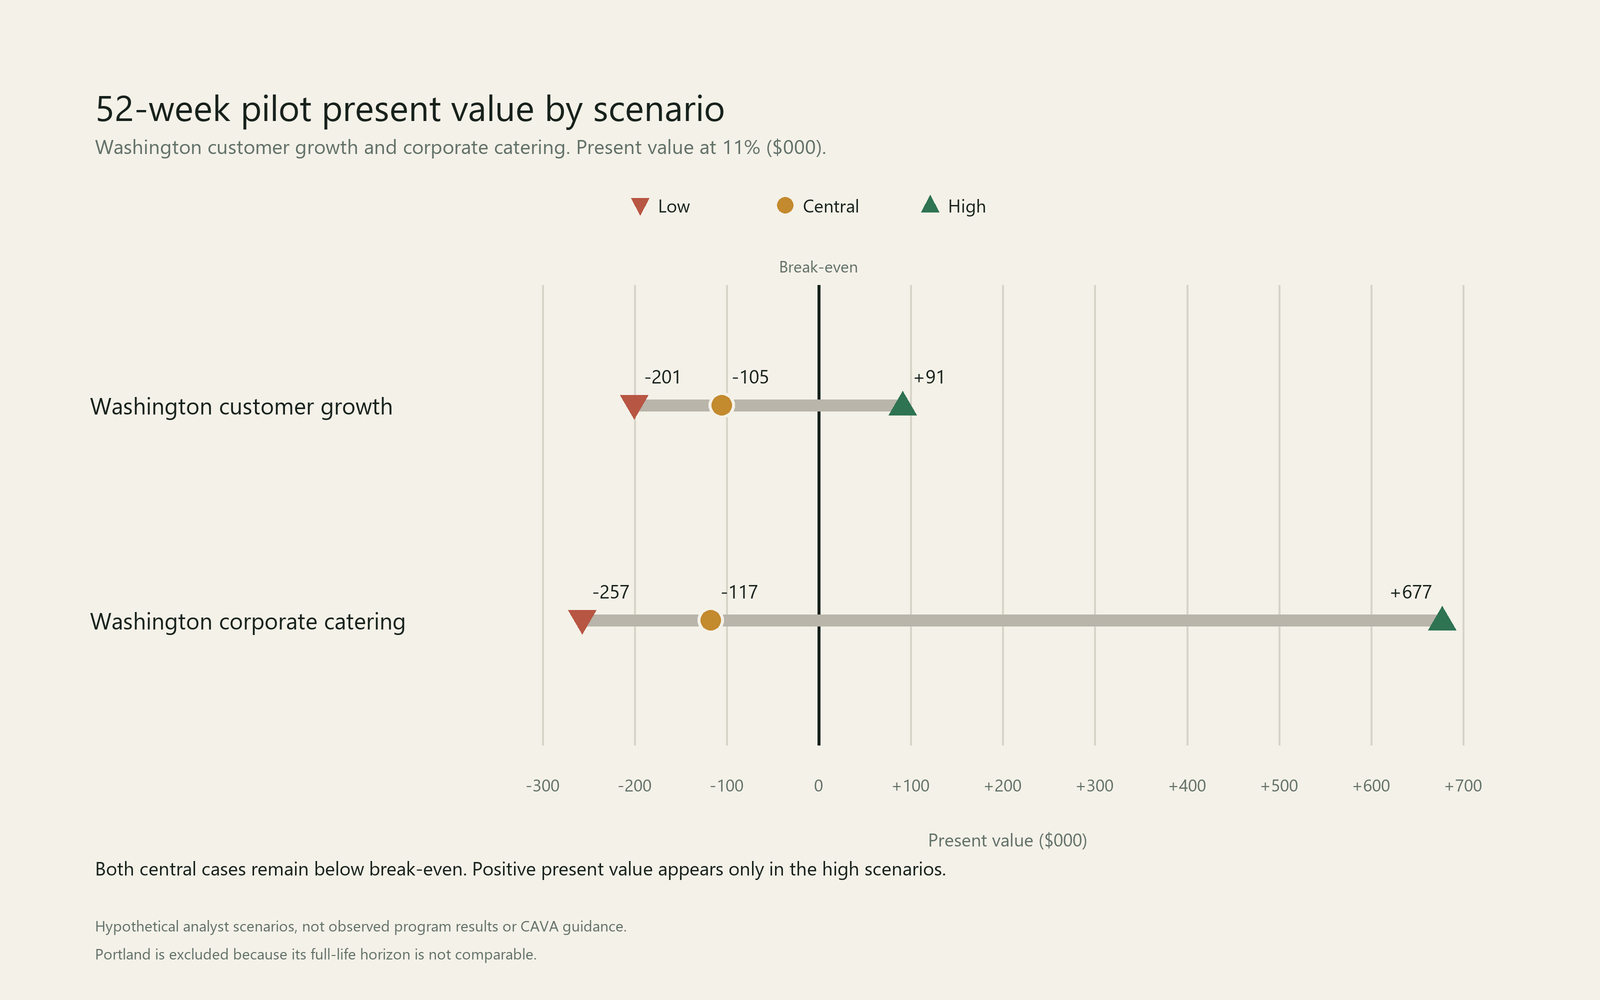 52-week pilot present value by scenario
Washington customer growth and corporate catering. Present value at 11% ($000).
Low Central High
Break-even
-201 -105 +91
Washington customer growth
-257 -117 +677
Washington corporate catering
-300 -200 -100 0 +100 +200 +300 +400 +500 +600 +700
Present value ($000)
Both central cases remain below break-even. Positive present value appears only in the high scenarios.
Hypothetical analyst scenarios, not observed program results or CAVA guidance.
Portland is excluded because its full-life horizon is not comparable.